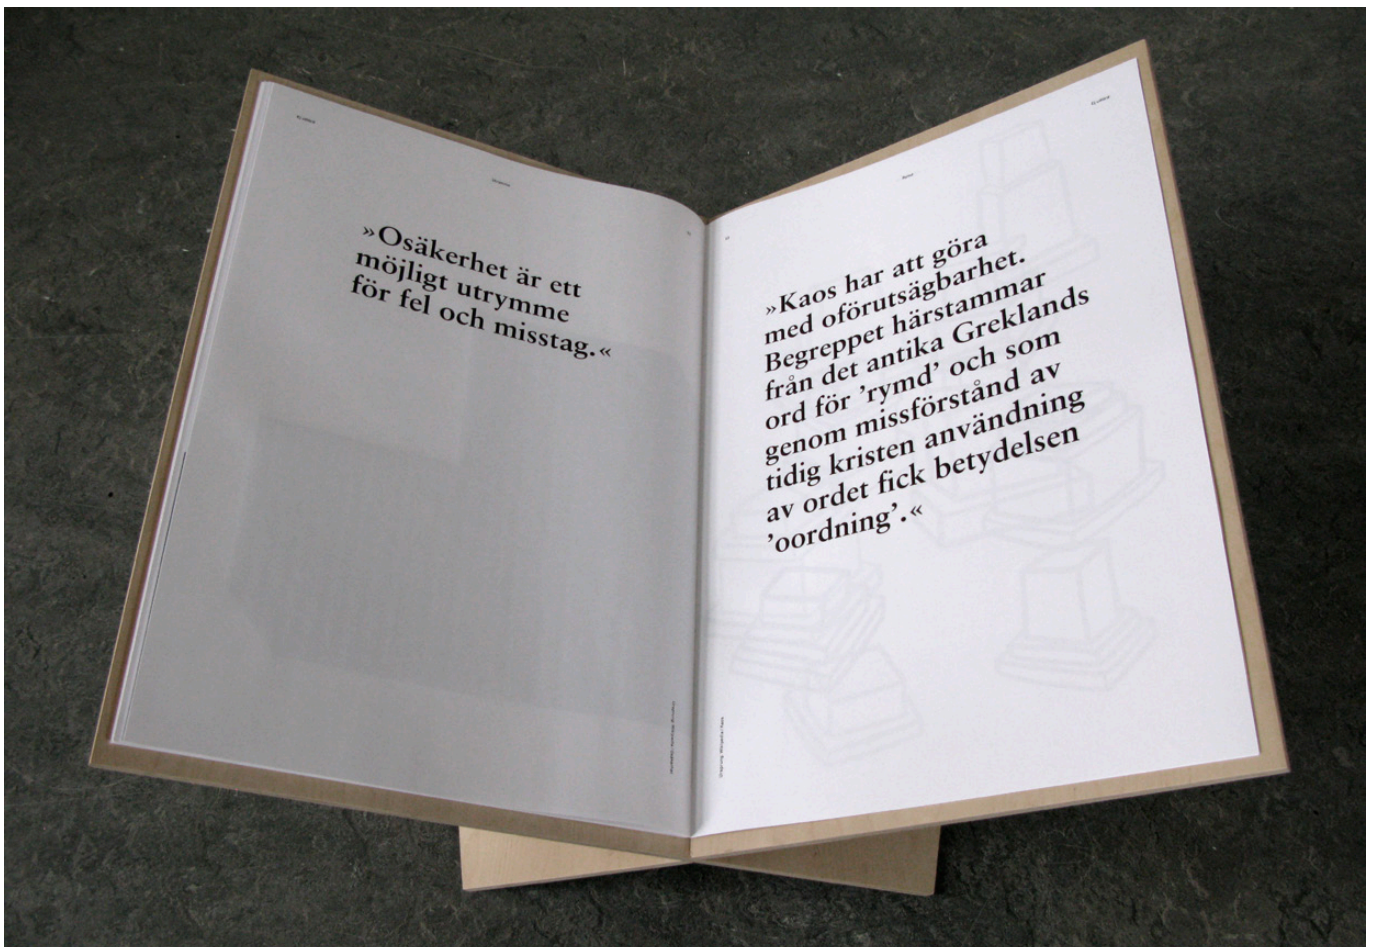 »Osäkerhet är ett
möjligt utrymme
för fel och misstag.«
»Kaos har att göra
med oförutsägbarhet.
Begreppet härstammar
från det antika Greklands
ord för ’rymd’ och som
genom missförstånd av
tidig kristen användning
av ordet fick betydelsen
’oordning’.«